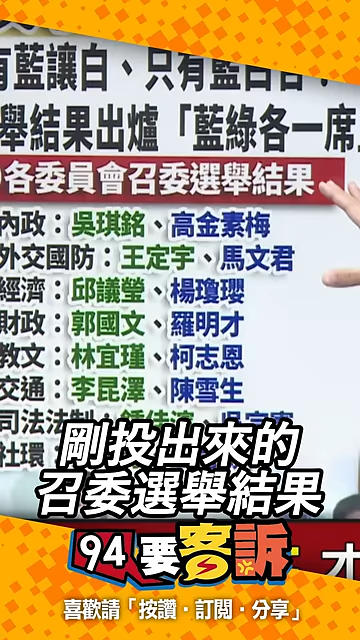 有藍讓白、只有藍白合
舉結果出爐「藍綠各一席
各委員會召委選舉結果
內政：吳琪銘、高金素梅
外交國防：王定宇、馬文君
經濟：邱議瑩、楊瓊瓔
財政：郭國文、羅明才
教文：林宜瑾、柯志恩
交通：李昆澤、陳雪生
司法法制
社環
剛投出來的
召委選舉結果
94要客訴
喜歡請「按讚·訂閱·分享」